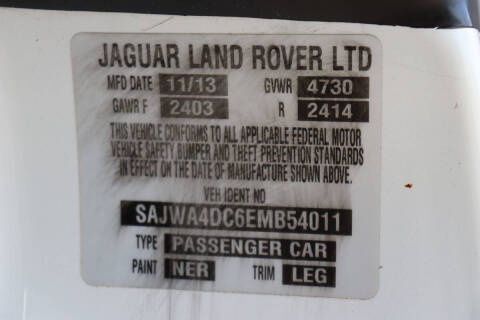 JAGUAR LAND ROVER LTD
MFD DATE 11/13 GVWR 4730
GAWR F 2403 R 2414
THIS VEHICLE CONFORMS TO ALL APPLICABLE FEDERAL MOTOR
VEHICLE SAFETY, BUMPER AND THEFT PREVENTION STANDARDS
IN EFFECT ON THE DATE OF MANUFACTURE SHOWN ABOVE.
VEH IDENT NO
SAJWA4DC6EMB54011
TYPE PASSENGER CAR
PAINT NER TRIM LEG